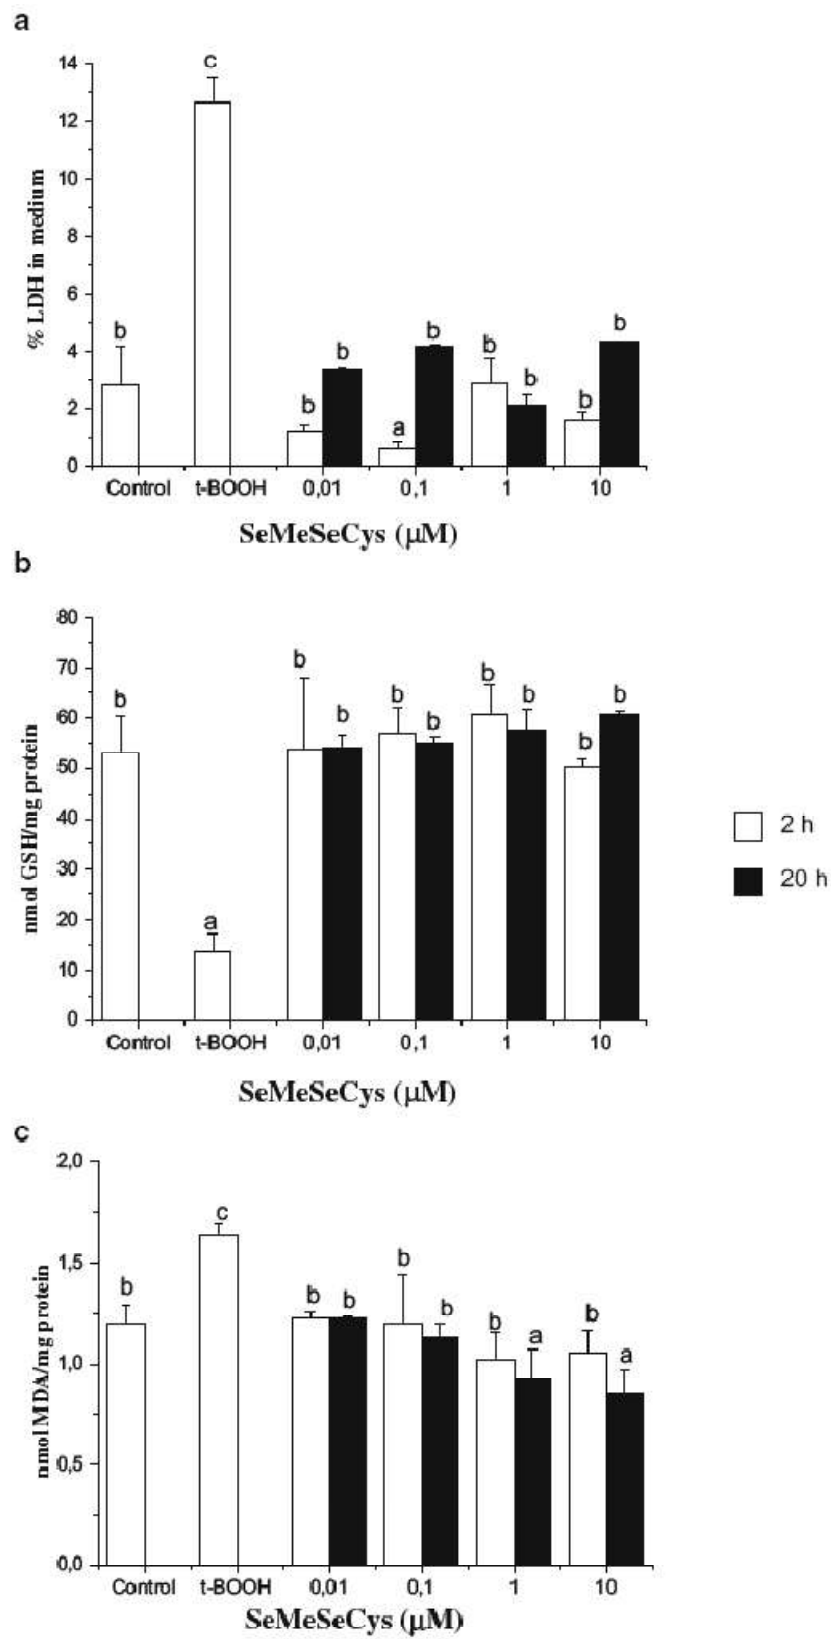 a
14
12
10
8
6
4
2
0
% LDH in medium
b
c
b
b
a
b
b
b
b
b
Control t-BOOH 0,01 0,1 1 10
SeMeSeCys (μM)
b
80
70
60
50
40
30
20
10
0
nmol GSH/mg protein
b
a
b
b
b
b
b
b
b
b
Control t-BOOH 0,01 0,1 1 10
SeMeSeCys (μM)
2 h
20 h
c
2,0
1,5
1,0
0,5
0,0
nmol MDA/mg protein
b
c
b
b
b
b
b
a
b
a
Control t-BOOH 0,01 0,1 1 10
SeMeSeCys (μM)